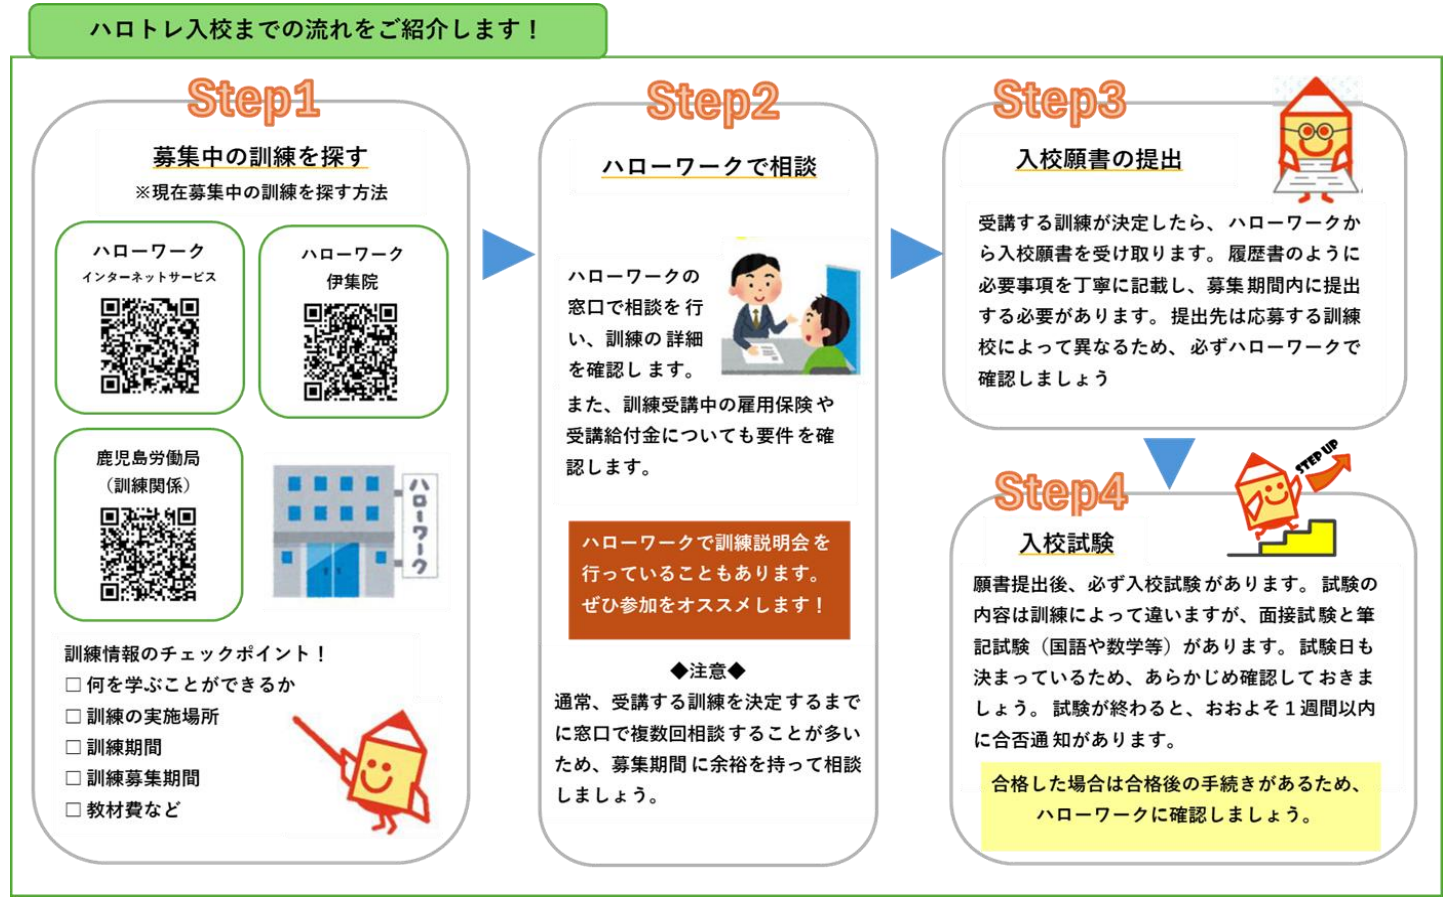 ハロトレ入校までの流れをご紹介します！
Step1
募集中の訓練を探す
※現在募集中の訓練を探す方法
ハローワーク
インターネットサービス
ハローワーク
伊集院
鹿児島労働局
（訓練関係）
ハローワーク
訓練情報のチェックポイント！
□ 何を学ぶことができるか
□ 訓練の実施場所
□ 訓練期間
□ 訓練募集期間
□ 教材費など
Step2
ハローワークで相談
ハローワークの
窓口で相談を行
い、訓練の詳細
を確認します。
また、訓練受講中の雇用保険や
受講給付金についても要件を確
認します。
ハローワークで訓練説明会を
行っていることもあります。
ぜひ参加をオススメします！
◆注意◆
通常、受講する訓練を決定するまで
に窓口で複数回相談することが多い
ため、募集期間に余裕を持って相談
しましょう。
Step3
入校願書の提出
受講する訓練が決定したら、ハローワークか
ら入校願書を受け取ります。履歴書のように
必要事項を丁寧に記載し、募集期間内に提出
する必要があります。提出先は応募する訓練
校によって異なるため、必ずハローワークで
確認しましょう
STEP UP
Step4
入校試験
願書提出後、必ず入校試験があります。試験の
内容は訓練によって違いますが、面接試験と筆
記試験（国語や数学等）があります。試験日も
決まっているため、あらかじめ確認しておきま
しょう。試験が終わると、おおよそ１週間以内
に合否通知があります。
合格した場合は合格後の手続きがあるため、
ハローワークに確認しましょう。